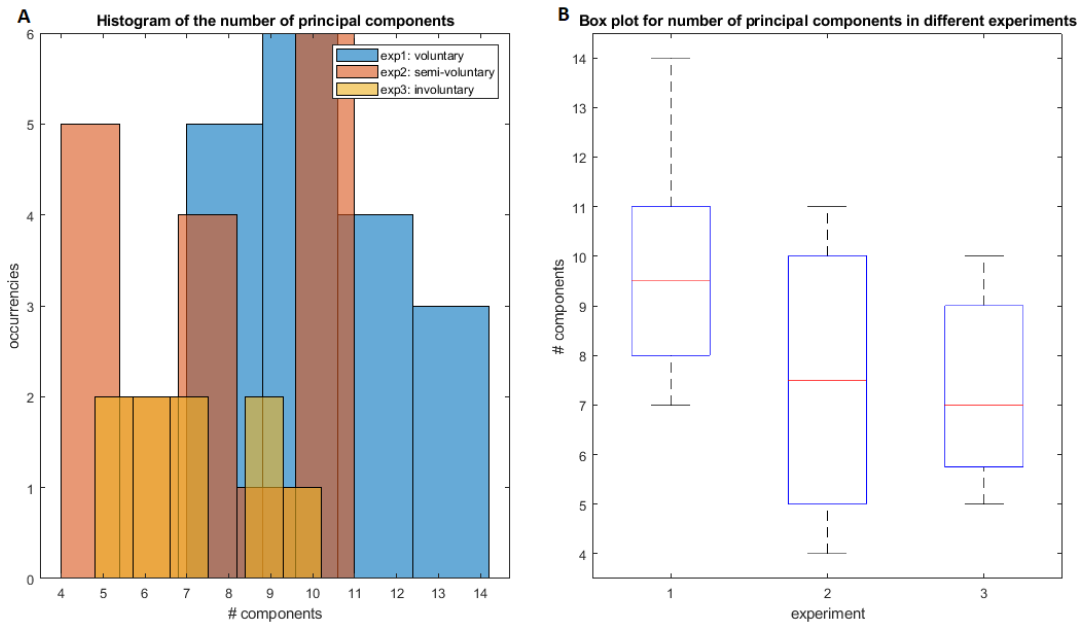 A
Histogram of the number of principal components
exp1: voluntary
exp2: semi-voluntary
exp3: involuntary
occurrencies
6
5
4
3
2
1
0
4 5 6 7 8 9 10 11 12 13 14
# components
B
Box plot for number of principal components in different experiments
# components
14
13
12
11
10
9
8
7
6
5
4
1 2 3
experiment